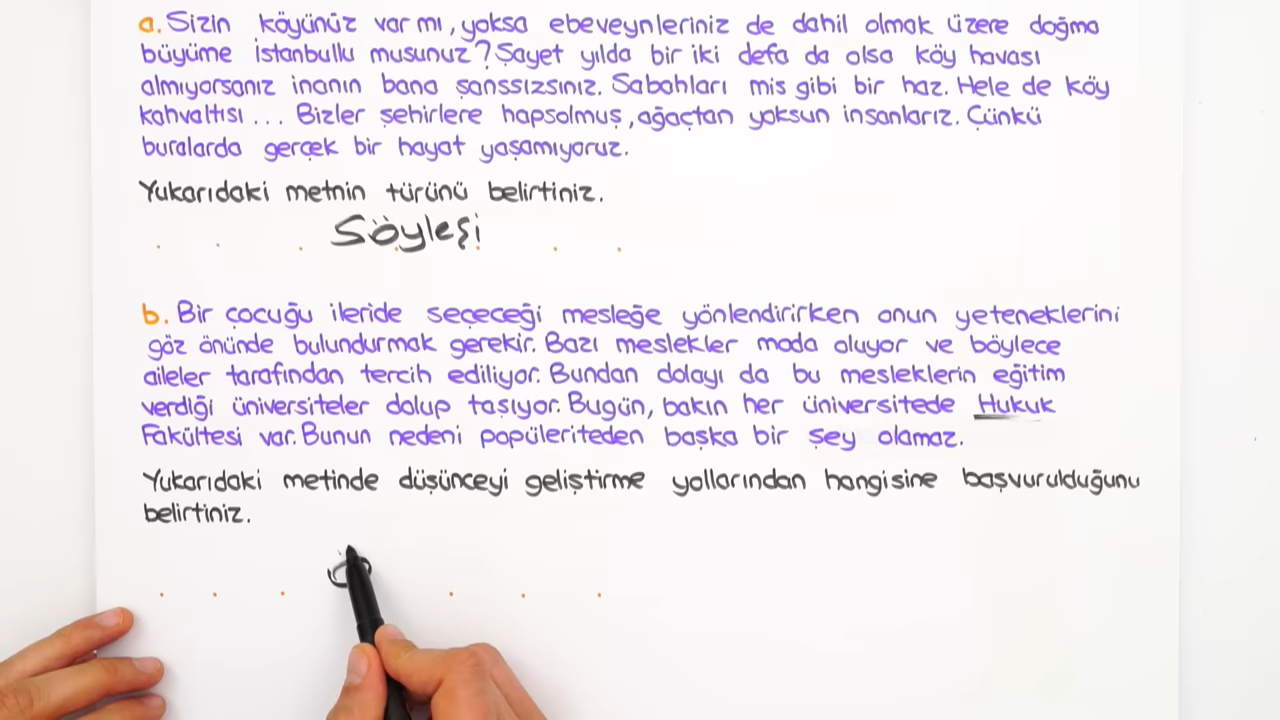 a. Sizin köyünüz var mı, yoksa ebeveynleriniz de dahil olmak üzere doğma
büyüme İstanbullu musunuz? Şayet yılda bir iki defa da olsa köy havası
almıyorsanız inanın bana şanssızsınız. Sabahları mis gibi bir haz. Hele de köy
kahvaltısı ... Bizler şehirlere hapsolmuş, ağaçtan yoksun insanlarız. Çünkü
buralarda gerçek bir hayat yaşamıyoruz.
Yukarıdaki metnin türünü belirtiniz.
Söyleşi
b. Bir çocuğu ileride seçeceği mesleğe yönlendirirken onun yeteneklerini
göz önünde bulundurmak gerekir. Bazı meslekler moda oluyor ve böylece
aileler tarafından tercih ediliyor. Bundan dolayı da bu mesleklerin eğitim
verdiği üniversiteler dolup taşıyor. Bugün, bakın her üniversitede Hukuk
Fakültesi var. Bunun nedeni popüleriteden başka bir şey olamaz.
Yukarıdaki metinde düşünceyi geliştirme yollarından hangisine başvurulduğunu
belirtiniz.